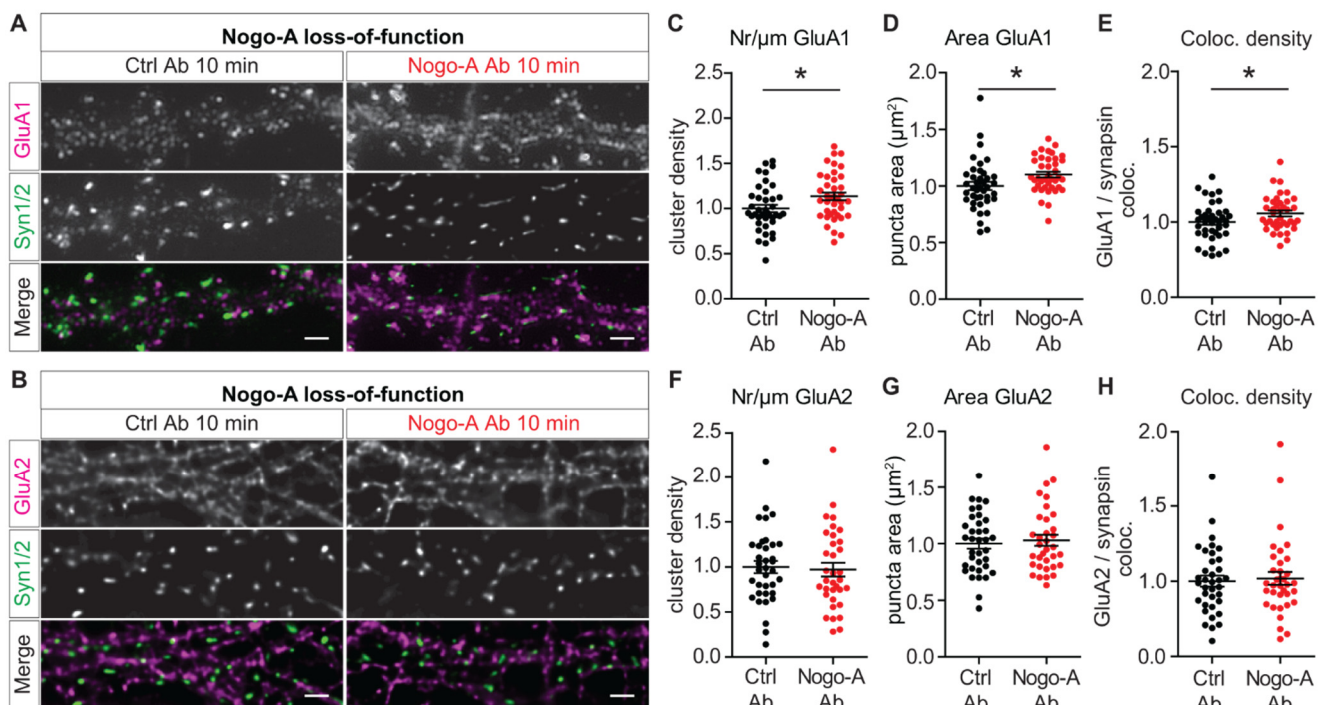 A
Nogo-A loss-of-function
Ctrl Ab 10 min
Nogo-A Ab 10 min
GluA1
Syn1/2
Merge
B
Nogo-A loss-of-function
Ctrl Ab 10 min
Nogo-A Ab 10 min
GluA2
Syn1/2
Merge
C
Nr/µm GluA1
cluster density
2.5
2.0
1.5
1.0
0.5
0.0
*
Ctrl
Ab
Nogo-A
Ab
D
Area GluA1
puncta area (µm²)
2.0
1.5
1.0
0.5
0.0
*
Ctrl
Ab
Nogo-A
Ab
E
Coloc. density
GluA1 / synapsin
coloc.
2.0
1.0
0.0
*
Ctrl
Ab
Nogo-A
Ab
F
Nr/µm GluA2
cluster density
2.5
2.0
1.5
1.0
0.5
0.0
Ctrl
Ab
Nogo-A
Ab
G
Area GluA2
puncta area (µm²)
2.0
1.5
1.0
0.5
0.0
Ctrl
Ab
Nogo-A
Ab
H
Coloc. density
GluA2 / synapsin
coloc.
2.0
1.5
1.0
0.5
0.0
Ctrl
Ab
Nogo-A
Ab